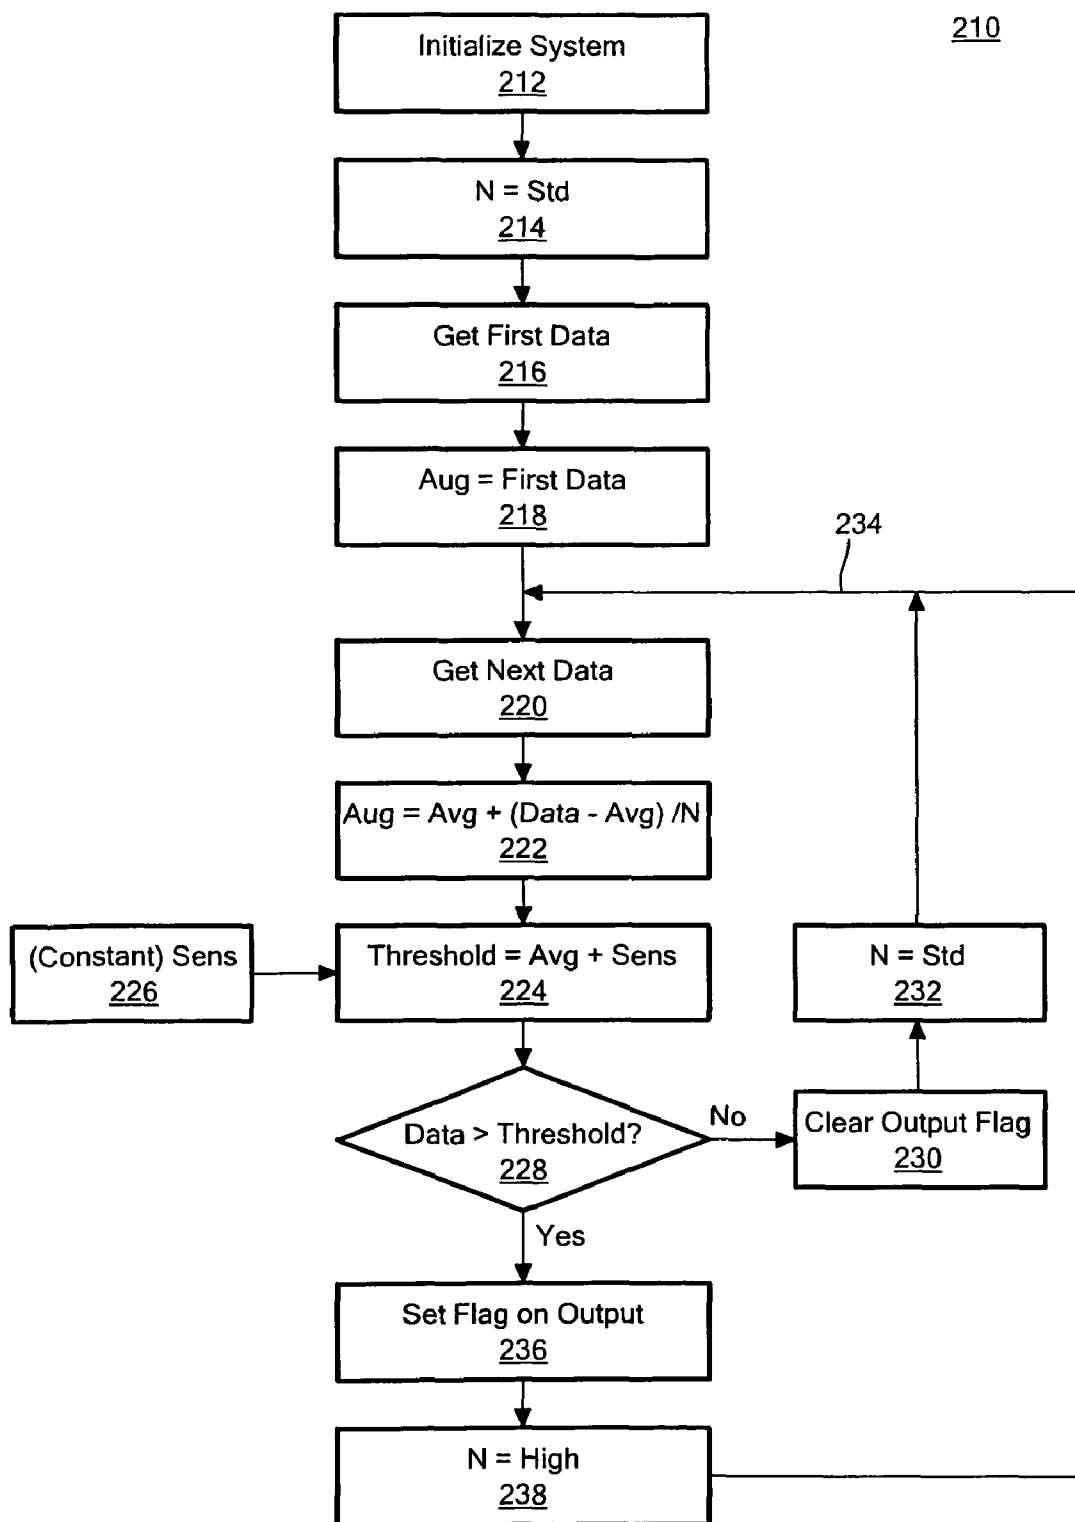 210
Initialize System
212
N = Std
214
Get First Data
216
Aug = First Data
218
234
Get Next Data
220
Aug = Avg + (Data - Avg) /N
222
(Constant) Sens
226
Threshold = Avg + Sens
224
N = Std
232
Data > Threshold?
228
No
Clear Output Flag
230
Yes
Set Flag on Output
236
N = High
238